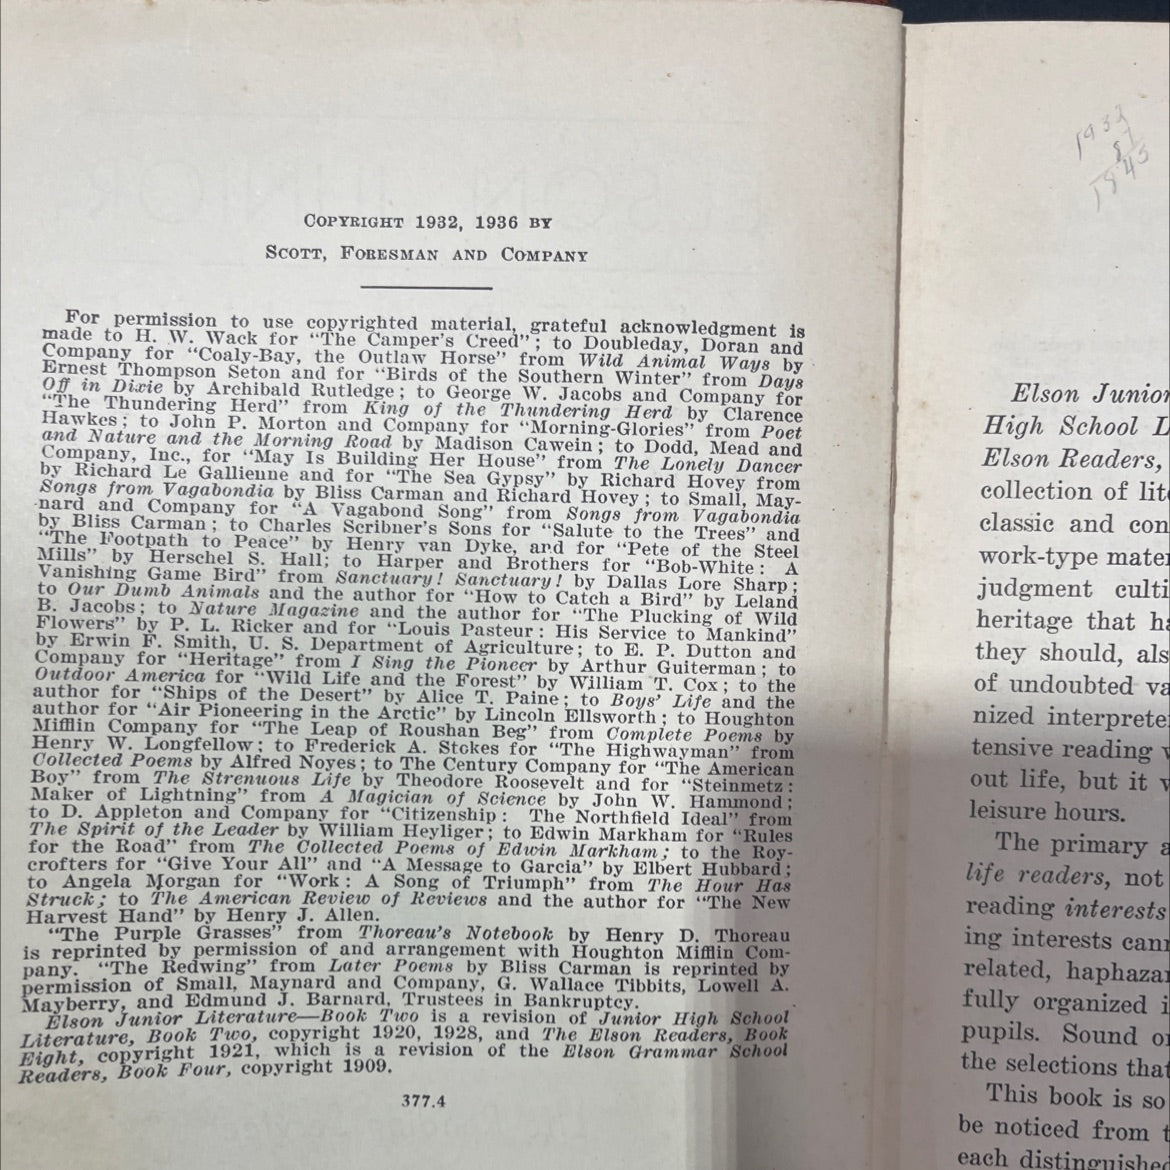 COPYRIGHT 1932, 1936 BY
SCOTT, FORESMAN AND COMPANY
For permission to use copyrighted material, grateful acknowledgment is
made to H. W. Wack for "The Camper's Creed"; to Doubleday, Doran and
Company for "Coaly-Bay, the Outlaw Horse" from Wild Animal Ways by
Ernest Thompson Seton and for "Birds of the Southern Winter" from Days
Off in Dixie by Archibald Rutledge; to George W. Jacobs and Company for
"The Thundering Herd" from King of the Thundering Herd by Clarence
Hawkes; to John P. Morton and Company for "Morning-Glories" from Poet
and Nature and the Morning Road by Madison Cawein; to Dodd, Mead and
Company, Inc., for "May Is Building Her House" from The Lonely Dancer
by Richard Le Gallienne and for "The Sea Gypsy" by Richard Hovey from
Songs from Vagabondia by Bliss Carman and Richard Hovey; to Small, May-
nard and Company for "A Vagabond Song" from Songs from Vagabondia
by Bliss Carman; to Charles Scribner's Sons for "Salute to the Trees" and
"The Footpath to Peace" by Henry van Dyke, and for "Pete of the Steel
Mills" by Herschel S. Hall; to Harper and Brothers for "Bob-White: A
Vanishing Game Bird" from Sanctuary! Sanctuary! by Dallas Lore Sharp;
to Our Dumb Animals and the author for "How to Catch a Bird" by Leland
B. Jacobs; to Nature Magazine and the author for "The Plucking of Wild
Flowers" by P. L. Ricker and for "Louis Pasteur: His Service to Mankind"
by Erwin F. Smith, U. S. Department of Agriculture; to E. P. Dutton and
Company for "Heritage" from I Sing the Pioneer by Arthur Guiterman; to
Outdoor America for "Wild Life and the Forest" by William T. Cox; to the
author for "Ships of the Desert" by Alice T. Paine; to Boys' Life and the
author for "Air Pioneering in the Arctic" by Lincoln Ellsworth; to Houghton
Mifflin Company for "The Leap of Roushan Beg" from Complete Poems by
Henry W. Longfellow; to Frederick A. Stokes for "The Highwayman" from
Collected Poems by Alfred Noyes; to The Century Company for "The American
Boy" from The Strenuous Life by Theodore Roosevelt and for "Steinmetz:
Maker of Lightning" from A Magician of Science by John W. Hammond;
to D. Appleton and Company for "Citizenship: The Northfield Ideal" from
The Spirit of the Leader by William Heyliger; to Edwin Markham for "Rules
for the Road" from The Collected Poems of Edwin Markham; to the Roy-
crofters for "Give Your All" and "A Message to Garcia" by Elbert Hubbard;
to Angela Morgan for "Work: A Song of Triumph" from The Hour Has
Struck; to The American Review of Reviews and the author for "The New
Harvest Hand" by Henry J. Allen.
"The Purple Grasses" from Thoreau's Notebook by Henry D. Thoreau
is reprinted by permission of and arrangement with Houghton Mifflin Com-
pany. "The Redwing" from Later Poems by Bliss Carman is reprinted by
permission of Small, Maynard and Company, G. Wallace Tibbits, Lowell A.
Mayberry, and Edmund J. Barnard, Trustees in Bankruptcy.
Elson Junior Literature—Book Two is a revision of Junior High School
Literature, Book Two, copyright 1920, 1928, and The Elson Readers, Book
Eight, copyright 1921, which is a revision of the Elson Grammar School
Readers, Book Four, copyright 1909.
377.4
1932
87
1845
Elson Junior
High School L
Elson Readers,
collection of lit
classic and con
work-type mater
judgment culti
heritage that ha
they should, als
of undoubted va
nized interprete
tensive reading
out life, but it
leisure hours.
The primary a
life readers, not
reading interests
ing interests can
related, haphaza
fully organized i
pupils. Sound o
the selections that
This book is so
be noticed from t
each distinguished